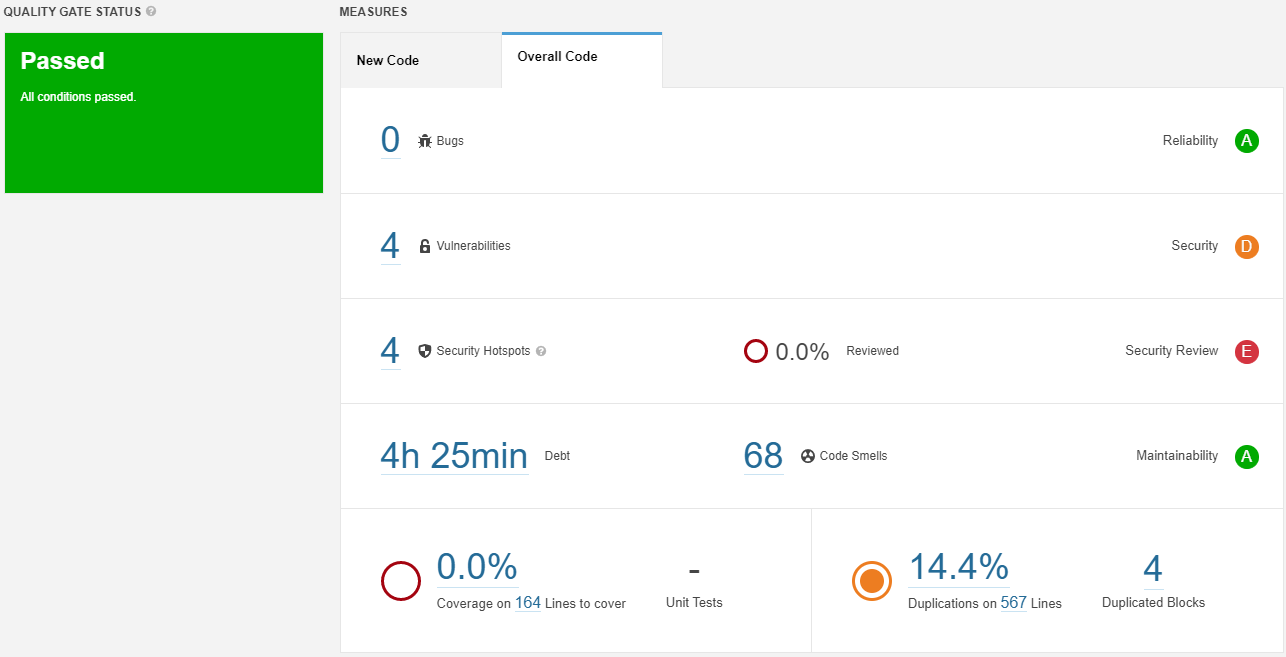 QUALITY GATE STATUS ?
MEASURES
Passed
All conditions passed.
New Code
Overall Code
0 Bugs
Reliability A
4 Vulnerabilities
Security D
4 Security Hotspots ?
0.0% Reviewed
Security Review E
4h 25min Debt
68 Code Smells
Maintainability A
0.0%
Coverage on 164 Lines to cover
-
Unit Tests
14.4%
Duplications on 567 Lines
4
Duplicated Blocks